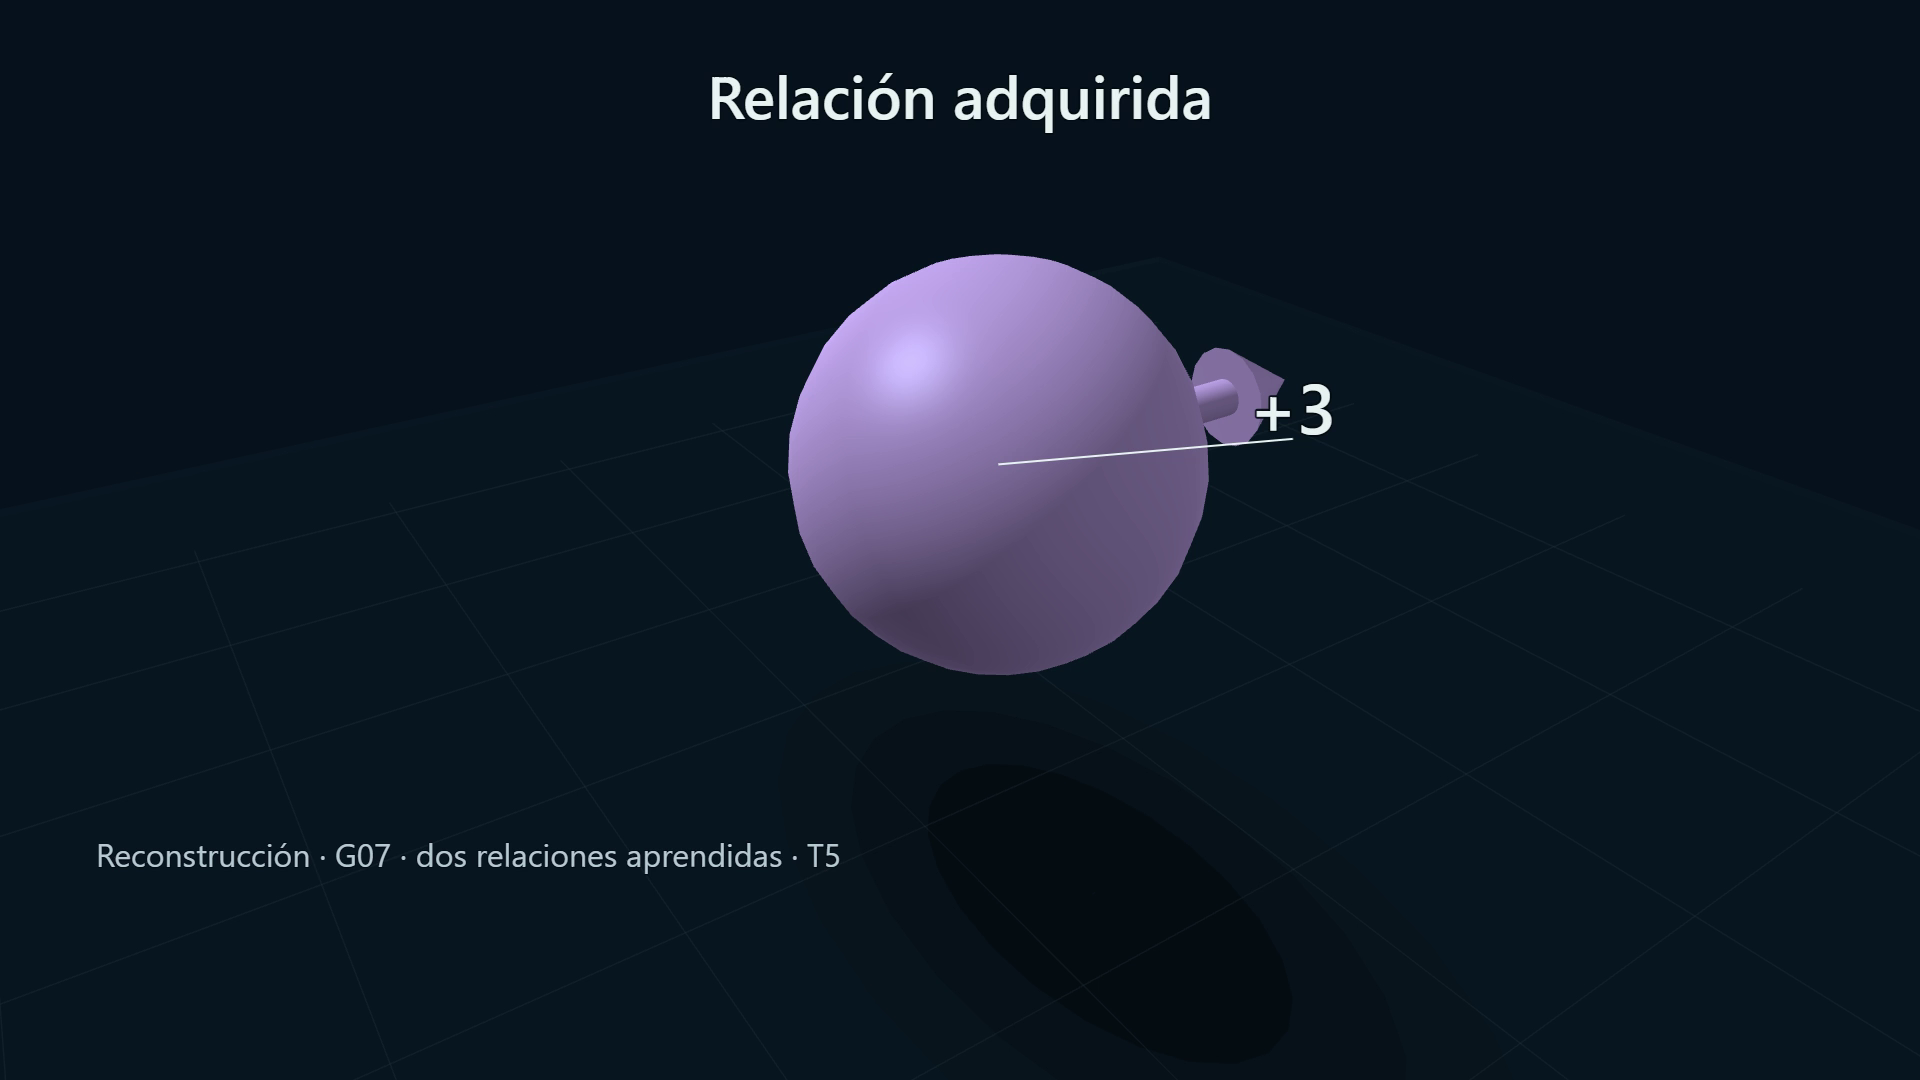 Relación adquirida
+3
Reconstrucción · G07 · dos relaciones aprendidas · T5